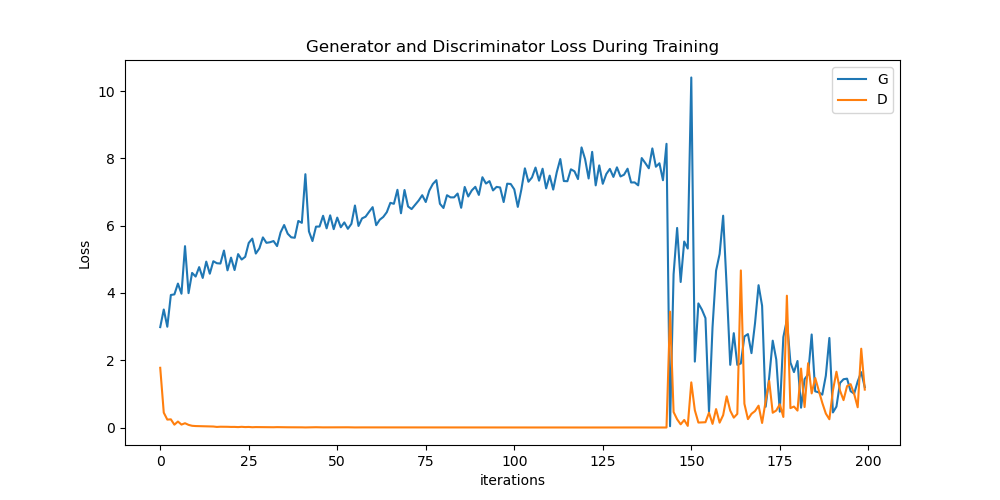 Generator and Discriminator Loss During Training
G
D
Loss
10
8
6
4
2
0
0 25 50 75 100 125 150 175 200
iterations